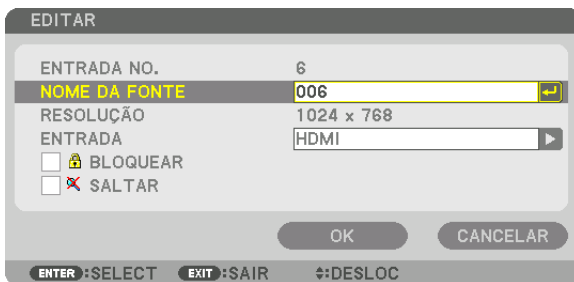 EDITAR
ENTRADA NO. 6
NOME DA FONTE 006
RESOLUÇÃO 1024 x 768
ENTRADA HDMI
BLOQUEAR
SALTAR
OK CANCELAR
ENTER :SELECT EXIT :SAIR :DESLOC